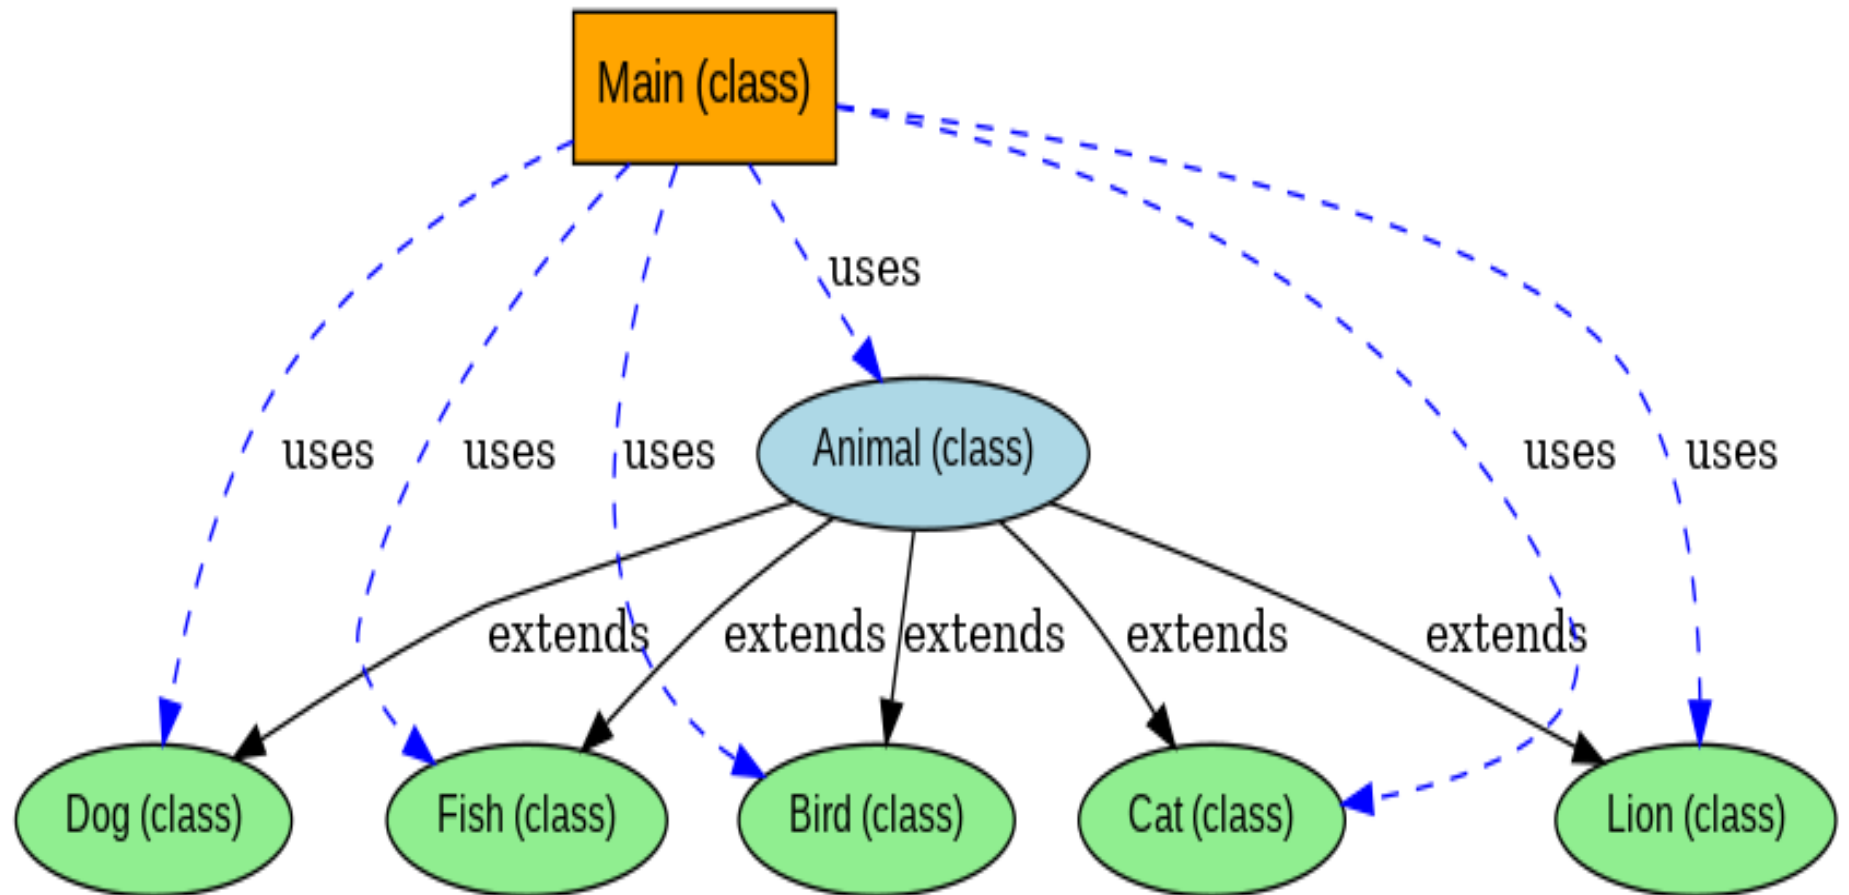 Main (class)
uses
Animal (class)
uses
uses
uses
uses
uses
extends
extends
extends
extends
extends
Dog (class)
Fish (class)
Bird (class)
Cat (class)
Lion (class)